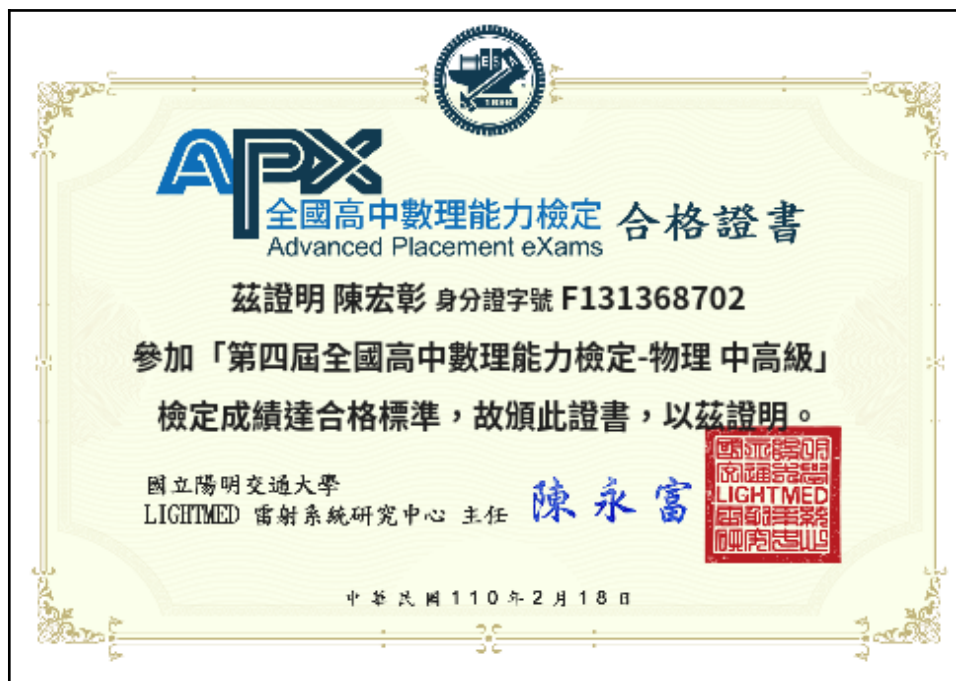 1896
APX
全國高中數理能力檢定 合格證書
Advanced Placement eXams
茲證明 陳宏彰 身分證字號 F131368702
參加「第四屆全國高中數理能力檢定-物理 中高級」
檢定成績達合格標準，故頒此證書，以茲證明。
國立陽明交通大學
LIGHTMED 雷射系統研究中心 主任 陳永富
LIGHTMED
中華民國110年2月18日